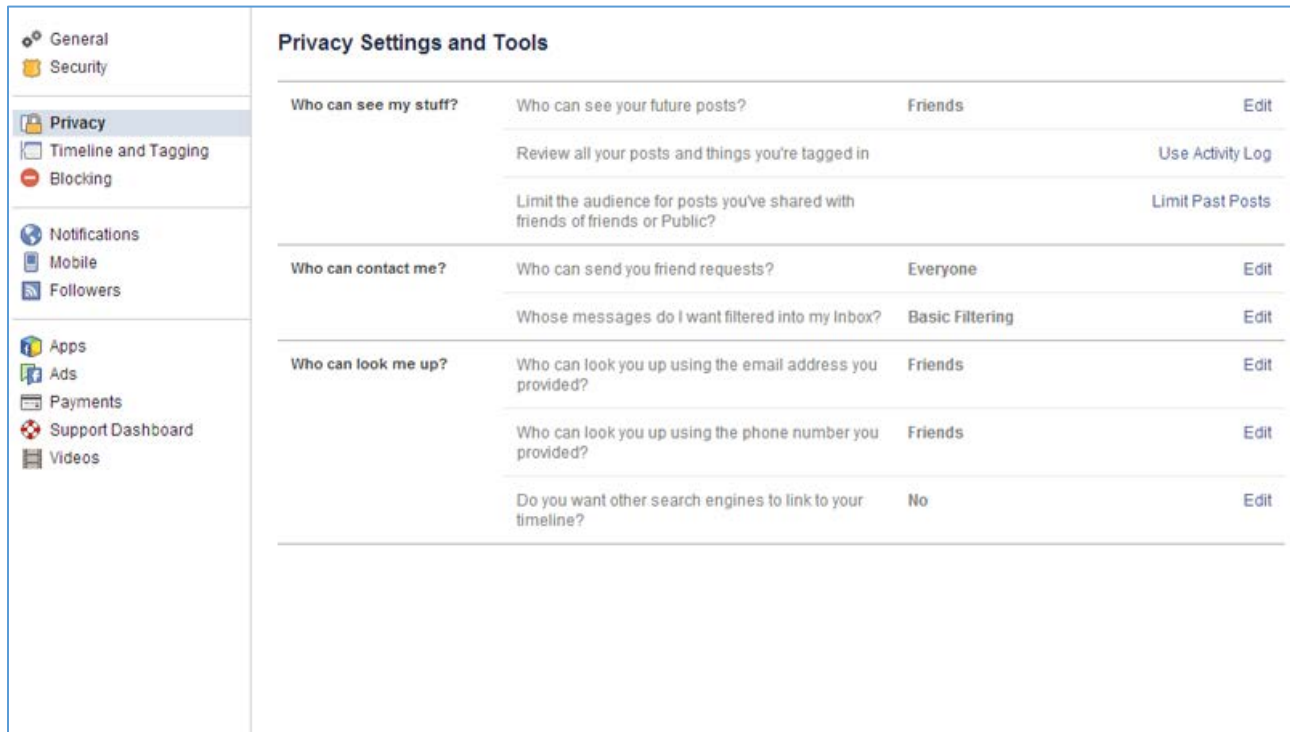 General
Security
Privacy
Timeline and Tagging
Blocking
Notifications
Mobile
Followers
Apps
Ads
Payments
Support Dashboard
Videos
Privacy Settings and Tools
Who can see my stuff? Who can see your future posts? Friends Edit
Review all your posts and things you're tagged in Use Activity Log
Limit the audience for posts you've shared with Limit Past Posts
friends of friends or Public?
Who can contact me? Who can send you friend requests? Everyone Edit
Whose messages do I want filtered into my Inbox? Basic Filtering Edit
Who can look me up? Who can look you up using the email address you Friends Edit
provided?
Who can look you up using the phone number you Friends Edit
provided?
Do you want other search engines to link to your No Edit
timeline?